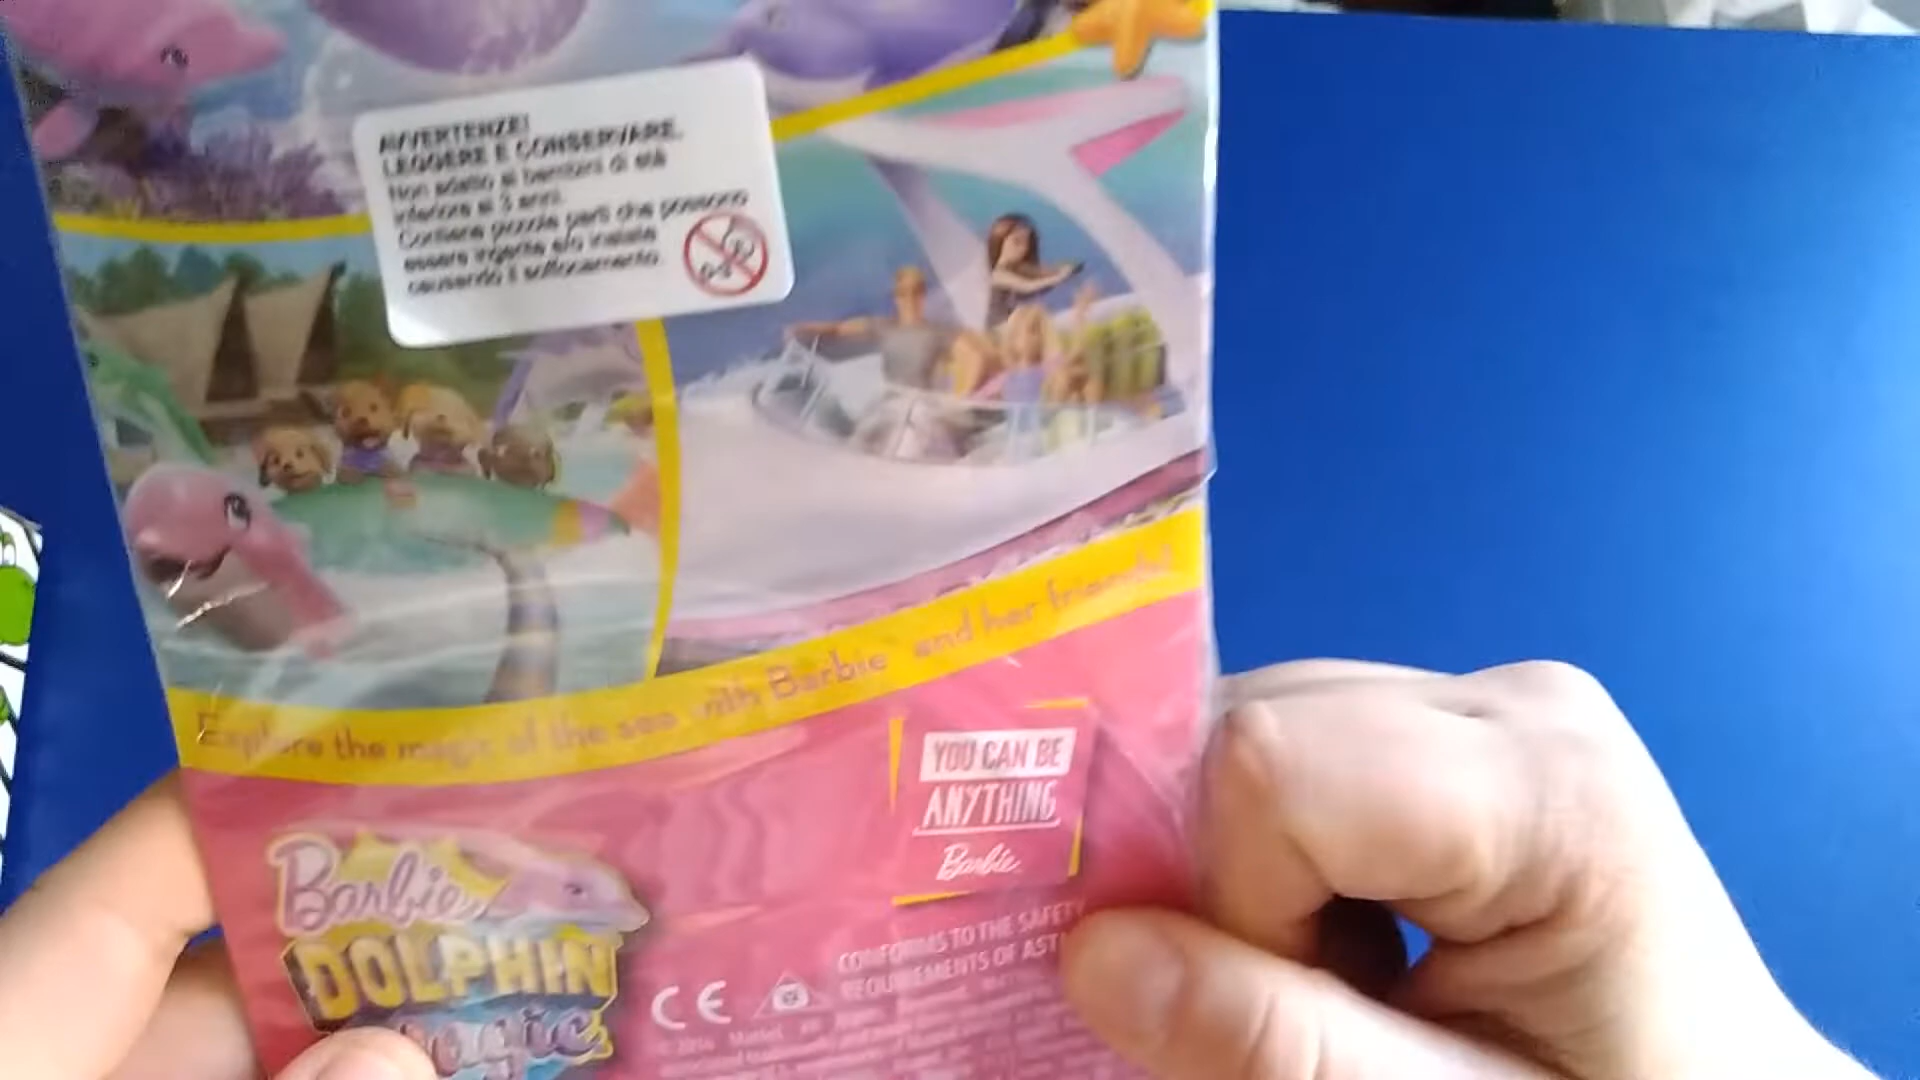 AVVERTENZE!
LEGGERE E CONSERVARE.
Non adatto ai bambini di età
inferiore ai 3 anni.
Contiene piccole parti che possono
essere ingerite e/o inalate
causando il soffocamento.
Explore the magic of the sea with Barbie and her friends!
YOU CAN BE
ANYTHING
Barbie
Barbie
DOLPHIN
Magic
CE
CONFORMS TO THE SAFETY
REQUIREMENTS OF AST
Mattel